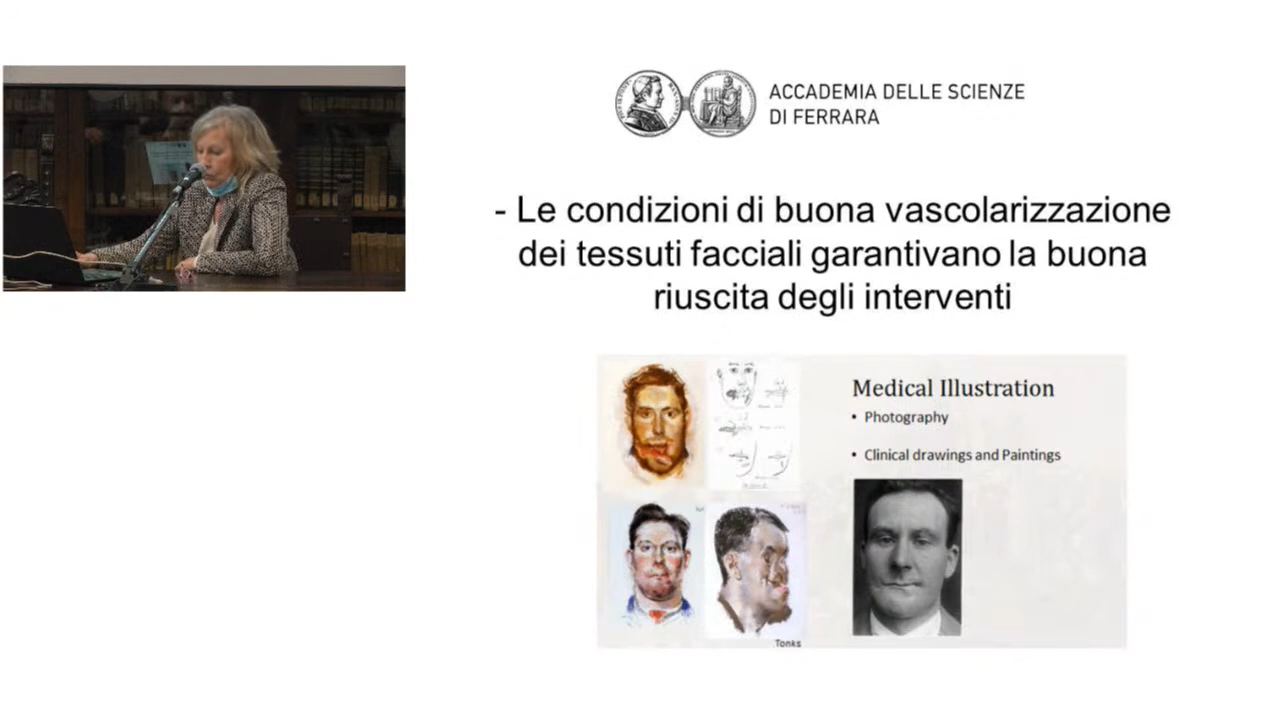 ACCADEMIA DELLE SCIENZE
DI FERRARA
- Le condizioni di buona vascolarizzazione
dei tessuti facciali garantivano la buona
riuscita degli interventi
Medical Illustration
• Photography
• Clinical drawings and Paintings
Tonks